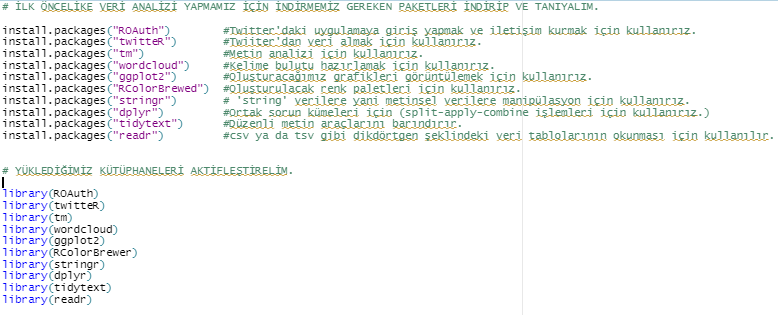 # İLK ÖNCELİKE VERİ ANALİZİ YAPMAMIZ İÇİN İNDİRMEMİZ GEREKEN PAKETLERİ İNDİRİP VE TANIYALIM.
install.packages("ROAuth") #Twitter'daki uygulamaya giriş yapmak ve iletişim kurmak için kullanırız.
install.packages("twitteR") #Twiiter'dan veri almak için kullanırız.
install.packages("tm") #Metin analizi için kullanırız.
install.packages("wordcloud") #Kelime bulutu hazırlamak için kullanırız.
install.packages("ggplot2") #Oluşturacağımız grafikleri görüntülemek için kullanırız.
install.packages("RColorBrewed") #Oluşturulacak renk paletleri için kullanırız.
install.packages("stringr") # 'string' verilere yani metinsel verilere manipülasyon için kullanırız.
install.packages("dplyr") #Ortak sorun kümeleri için (split-apply-combine işlemleri için kullanırız.)
install.packages("tidytext") #Düzenli metin araçlarını barındırır.
install.packages("readr") #csv ya da tsv gibi dikdörtgen şeklindeki veri tablolarının okunması için kullanılır.
# YÜKLEDİĞİMİZ KÜTÜPHANELERİ AKTİFLEŞTİRELİM.
library(ROAuth)
library(twitteR)
library(tm)
library(wordcloud)
library(ggplot2)
library(RColorBrewer)
library(stringr)
library(dplyr)
library(tidytext)
library(readr)